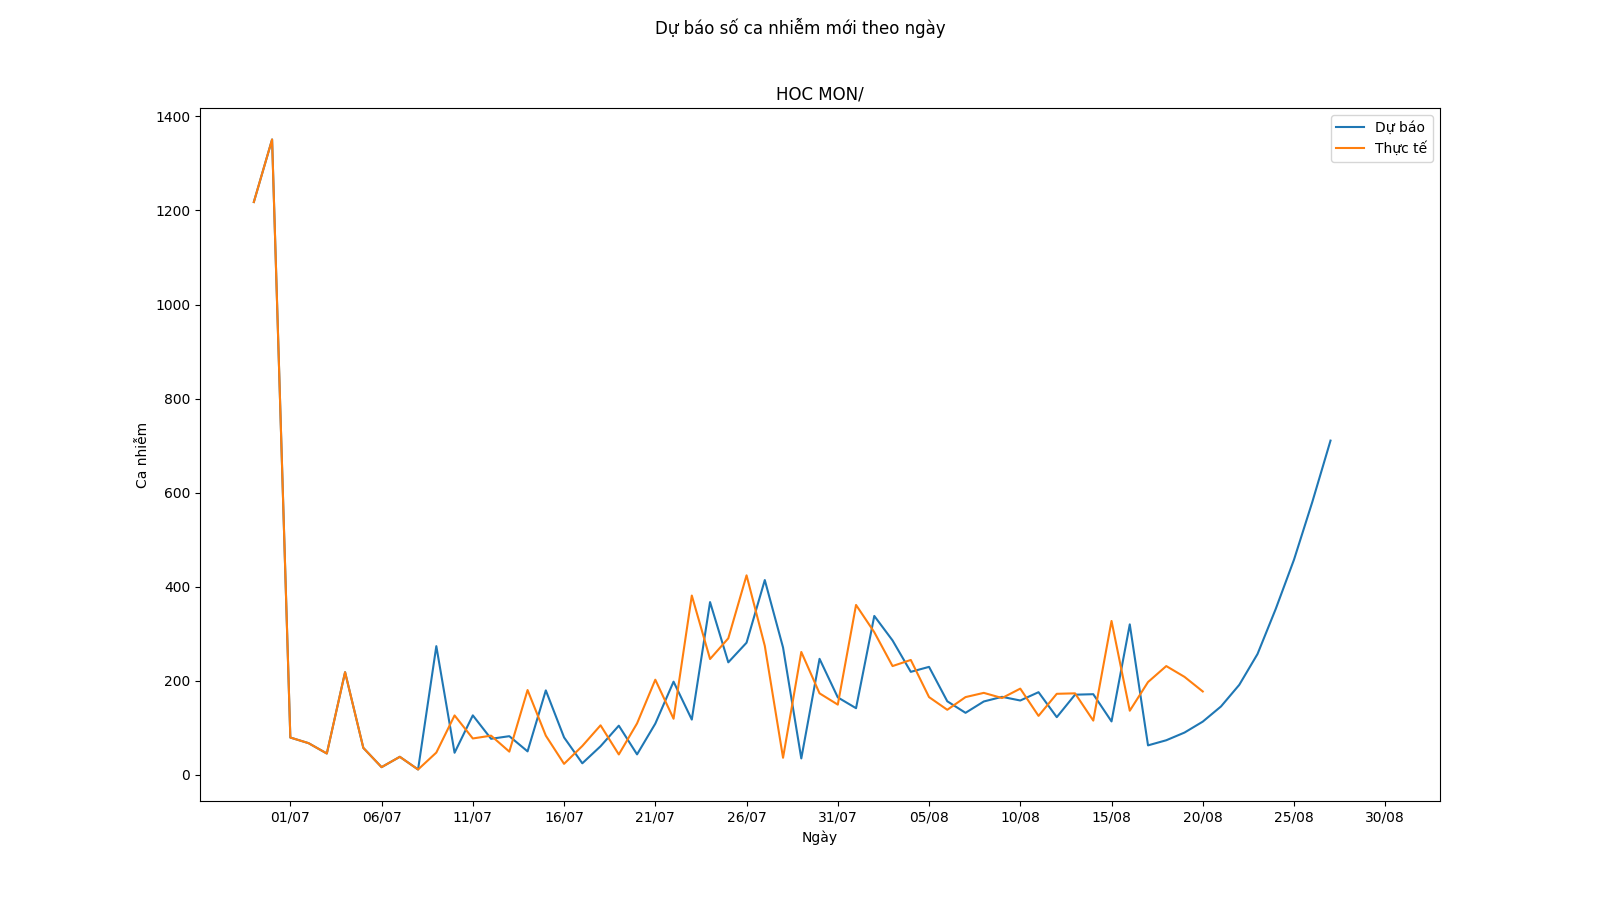 Dự báo số ca nhiễm mới theo ngày
HOC MON/
Dự báo
Thực tế
1400
1200
1000
800
600
400
200
0
Ca nhiễm
01/07 06/07 11/07 16/07 21/07 26/07 31/07 05/08 10/08 15/08 20/08 25/08 30/08
Ngày